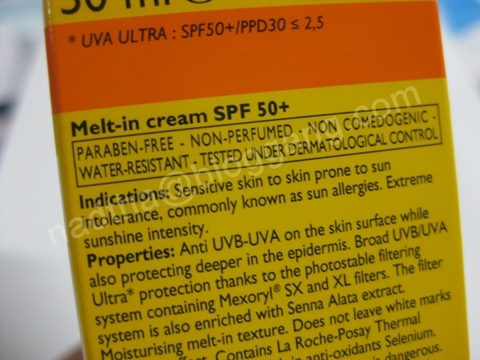 50 ml
* UVA ULTRA : SPF50+/PPD30 ≤ 2,5
Melt-in cream SPF 50+
PARABEN-FREE - NON-PERFUMED - NON COMEDOGENIC -
WATER-RESISTANT - TESTED UNDER DERMATOLOGICAL CONTROL
Indications: Sensitive skin to skin prone to sun
intolerance, commonly known as sun allergies. Extreme
sunshine intensity.
Properties: Anti UVB-UVA on the skin surface while
also protecting deeper in the epidermis. Broad UVB/UVA
Ultra* protection thanks to the photostable filtering
system containing Mexoryl® SX and XL filters. The filter
system is also enriched with Senna Alata extract.
Moisturising melt-in texture. Does not leave white marks
effect. Contains La Roche-Posay Thermal
anti-oxidants Selenium.
dangerous.